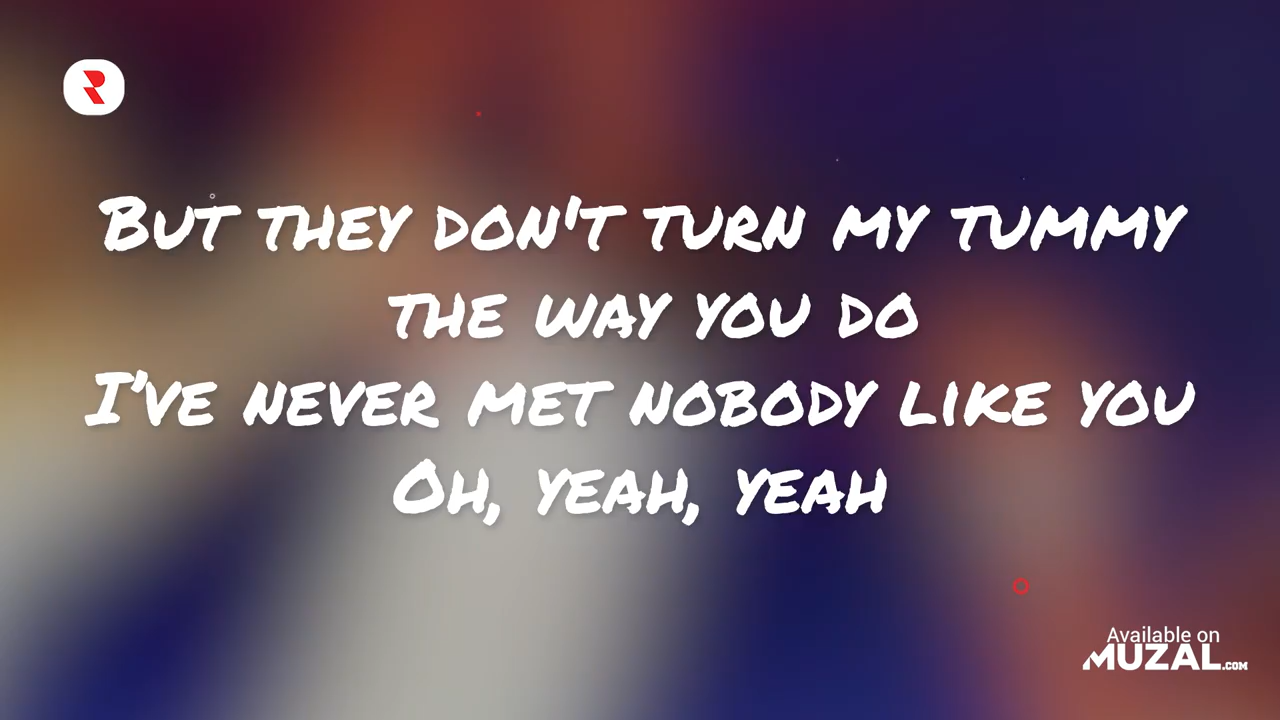 But they don't turn my tummy
the way you do
I've never met nobody like you
Oh, yeah, yeah
Available on
MUZAL.COM